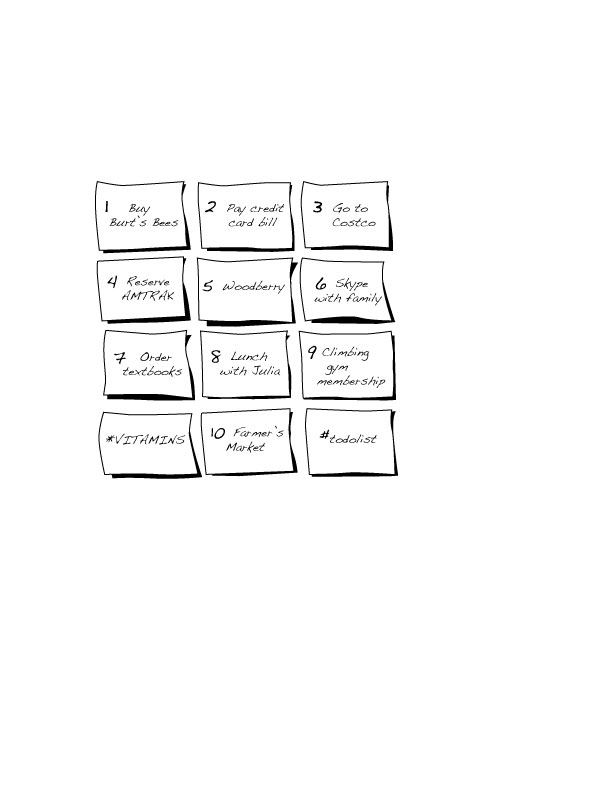 1 Buy
Burt's Bees
2 Pay credit
card bill
3 Go to
Costco
4 Reserve
AMTRAK
5 Woodberry
6 Skype
with family
7 Order
textbooks
8 Lunch
with Julia
9 Climbing
gym
membership
*VITAMINS
10 Farmer's
Market
#todolist